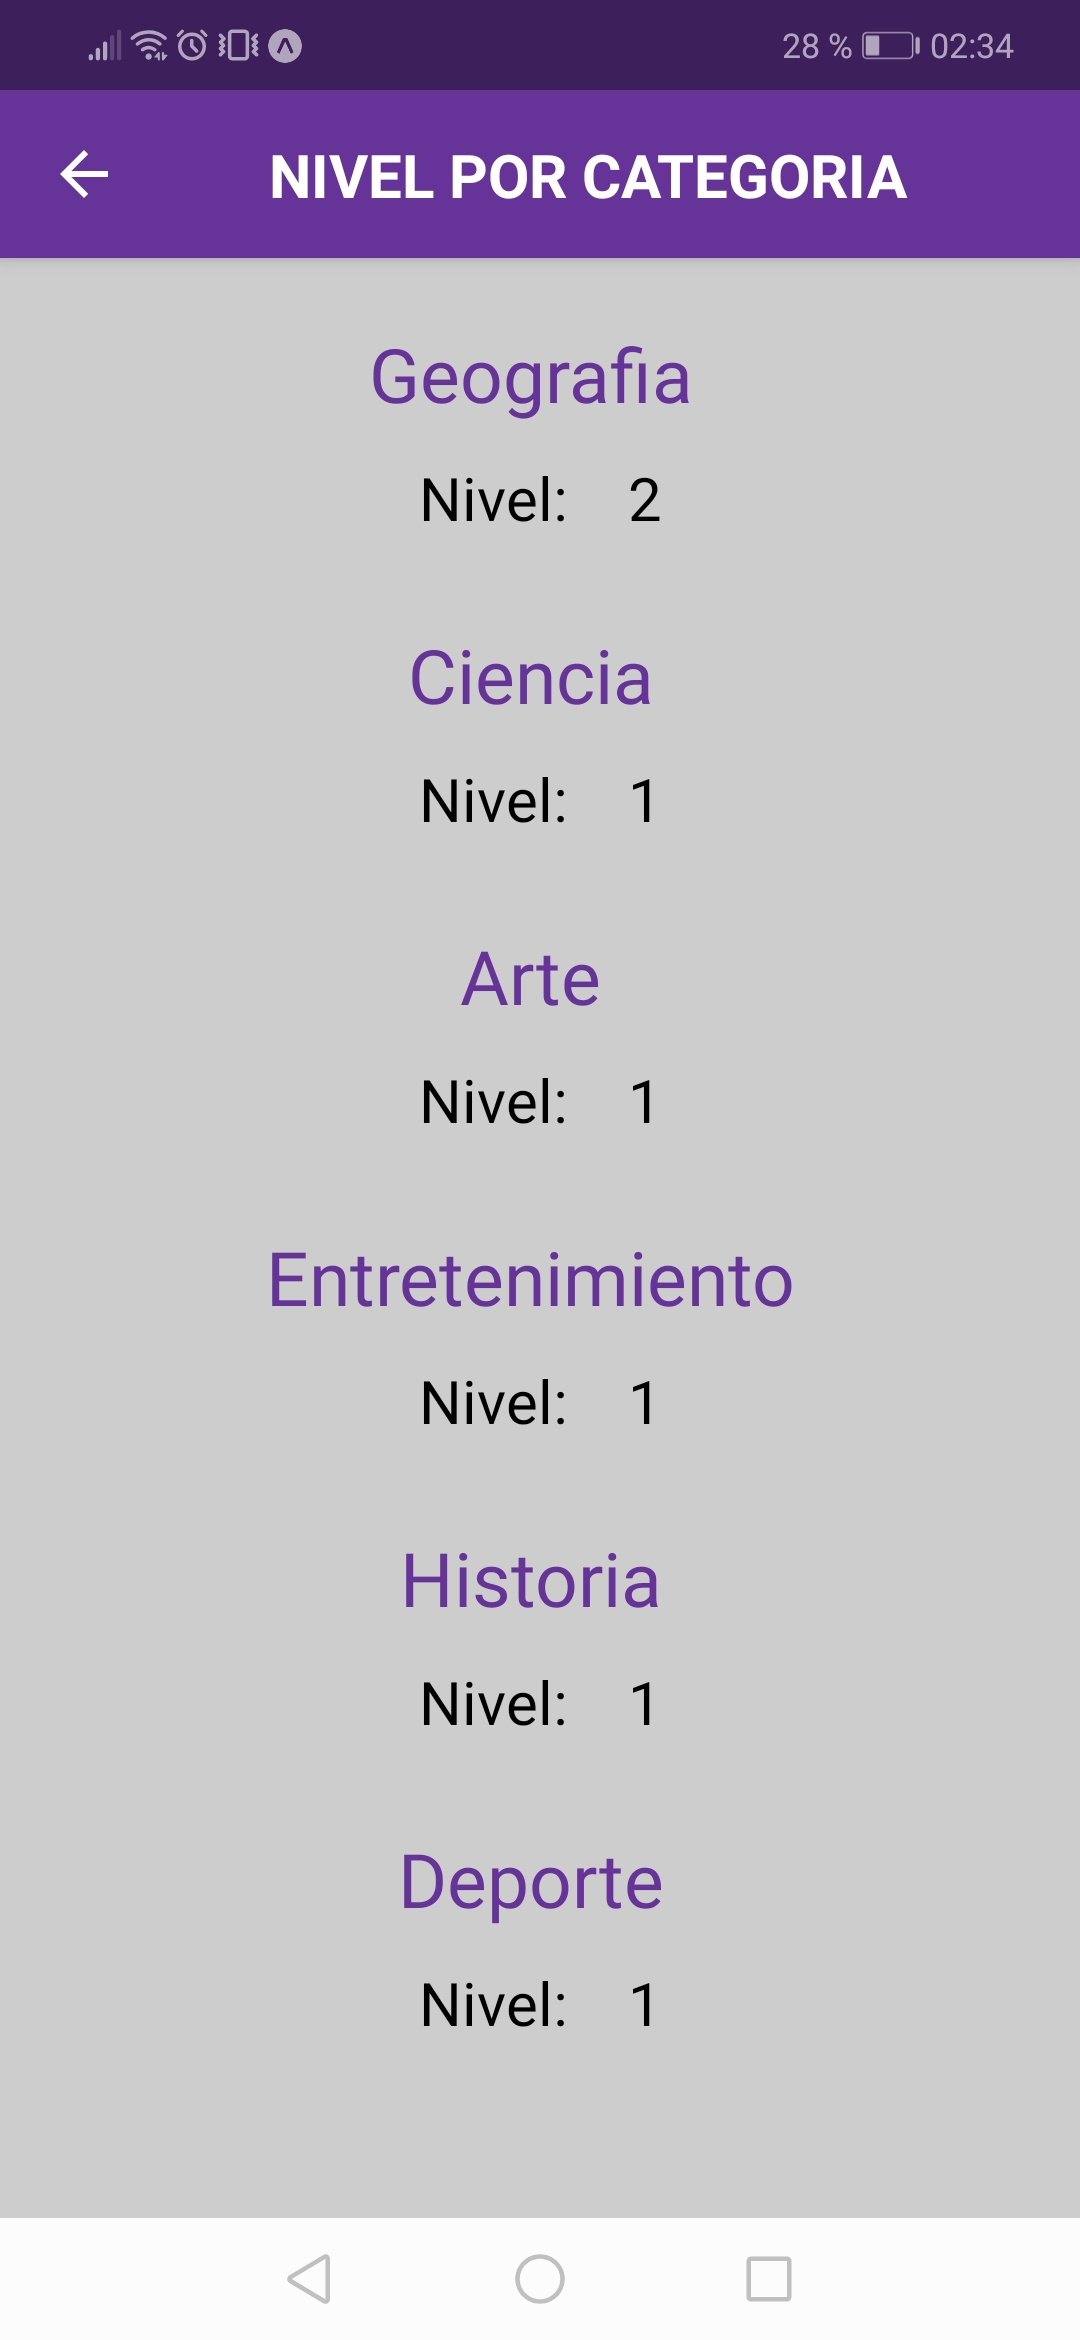 28 % 02:34
NIVEL POR CATEGORIA
Geografia
Nivel: 2
Ciencia
Nivel: 1
Arte
Nivel: 1
Entretenimiento
Nivel: 1
Historia
Nivel: 1
Deporte
Nivel: 1